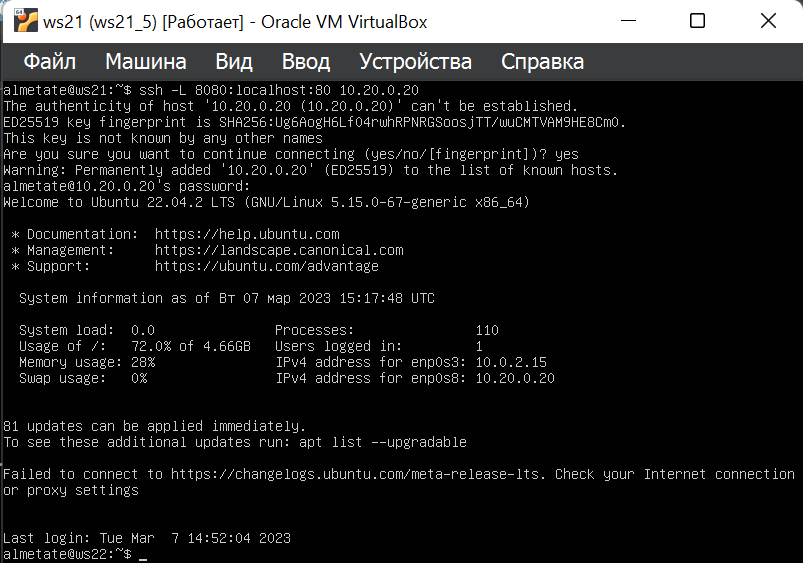 ws21 (ws21_5) [Работает] - Oracle VM VirtualBox
Файл Машина Вид Ввод Устройства Справка
almetate@ws21:~$ ssh -L 8080:localhost:80 10.20.0.20
The authenticity of host '10.20.0.20 (10.20.0.20)' can't be established.
ED25519 key fingerprint is SHA256:Ug6AogH6Lf04rwhRPNRGSoosjTT/wuCMTVAM9HE8Cm0.
This key is not known by any other names
Are you sure you want to continue connecting (yes/no/[fingerprint])? yes
Warning: Permanently added '10.20.0.20' (ED25519) to the list of known hosts.
almetate@10.20.0.20's password:
Welcome to Ubuntu 22.04.2 LTS (GNU/Linux 5.15.0-67-generic x86_64)
* Documentation: https://help.ubuntu.com
* Management: https://landscape.canonical.com
* Support: https://ubuntu.com/advantage
System information as of Вт 07 мар 2023 15:17:48 UTC
System load: 0.0 Processes: 110
Usage of /: 72.0% of 4.66GB Users logged in: 1
Memory usage: 28% IPv4 address for enp0s3: 10.0.2.15
Swap usage: 0% IPv4 address for enp0s8: 10.20.0.20
81 updates can be applied immediately.
To see these additional updates run: apt list --upgradable
Failed to connect to https://changelogs.ubuntu.com/meta-release-lts. Check your Internet connection
or proxy settings
Last login: Tue Mar 7 14:52:04 2023
almetate@ws22:~$ _